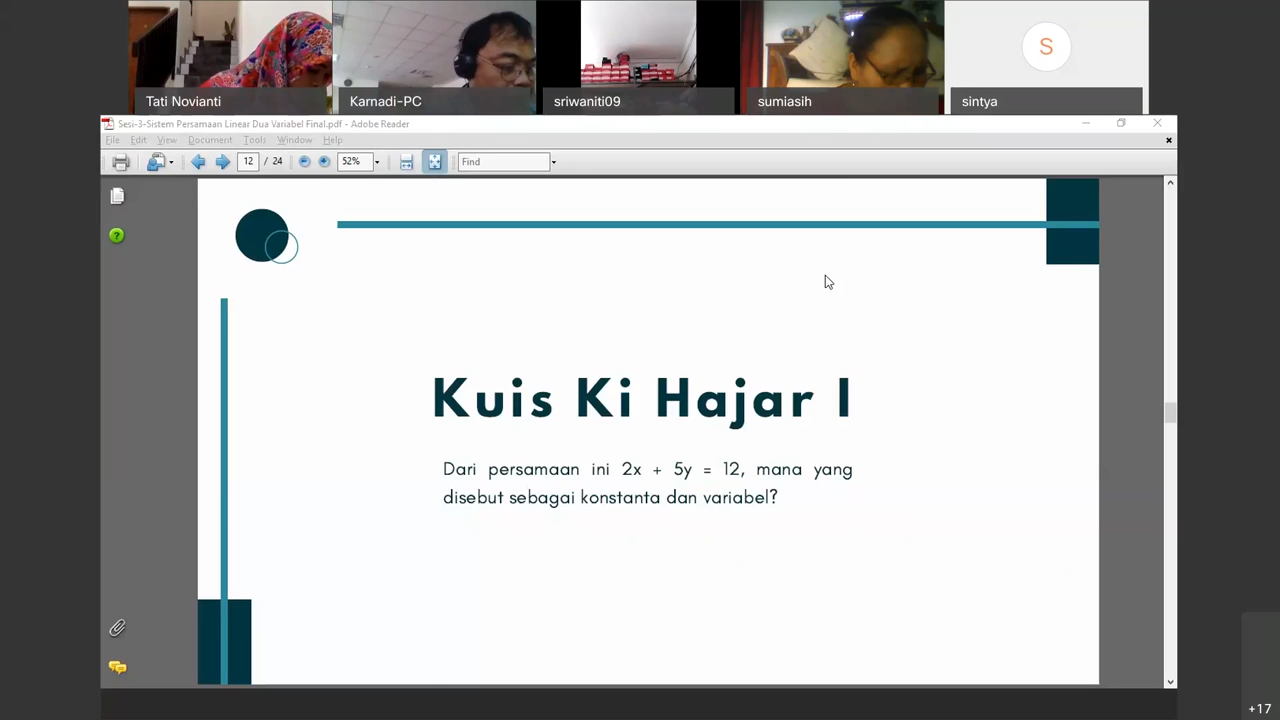 Tati Novianti
Karnadi-PC
sriwaniti09
sumiasih
S
sintya
Sesi-3-Sistem Persamaan Linear Dua Variabel Final.pdf - Adobe Reader
File Edit View Document Tools Window Help
12 / 24 52% Find
Kuis Ki Hajar I
Dari persamaan ini 2x + 5y = 12, mana yang
disebut sebagai konstanta dan variabel?
+17